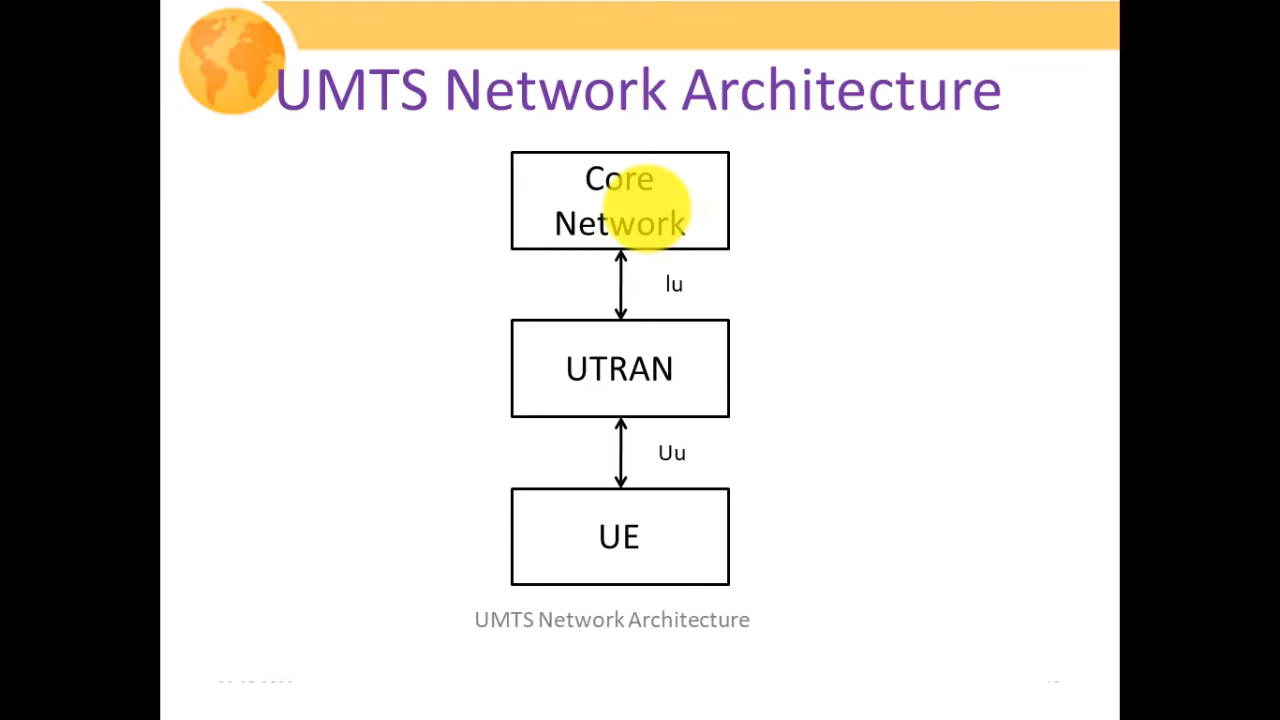 UMTS Network Architecture
Core
Network
Iu
UTRAN
Uu
UE
UMTS Network Architecture